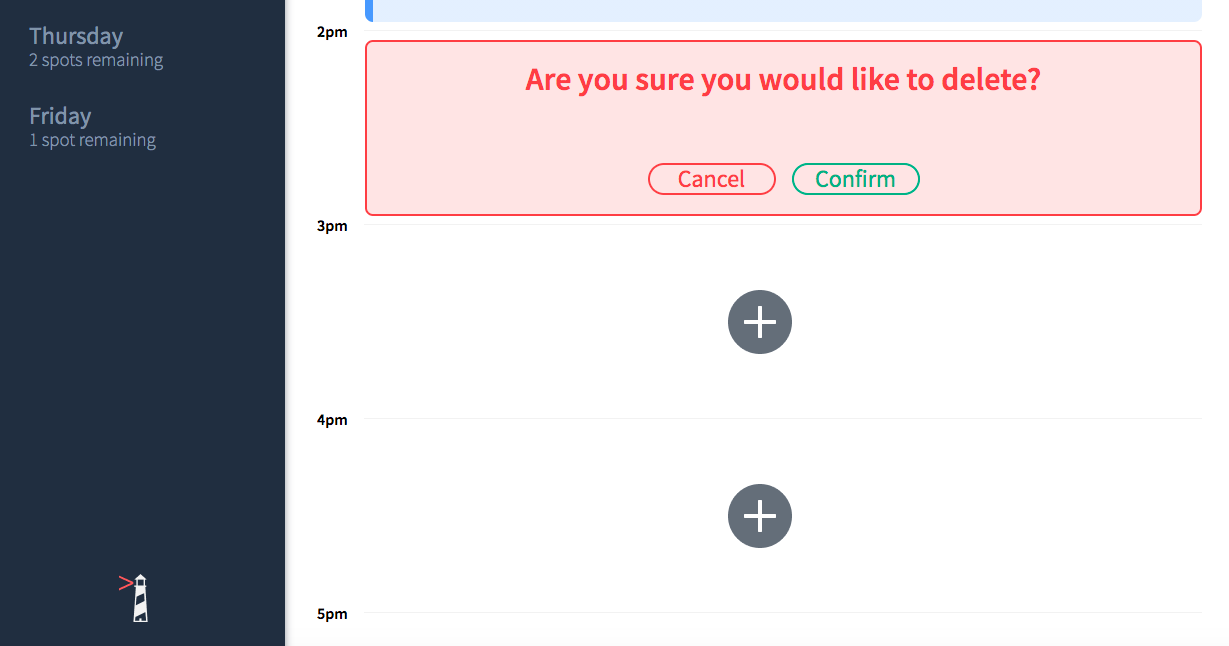 Thursday
2 spots remaining
Friday
1 spot remaining
2pm
Are you sure you would like to delete?
Cancel Confirm
3pm
4pm
5pm